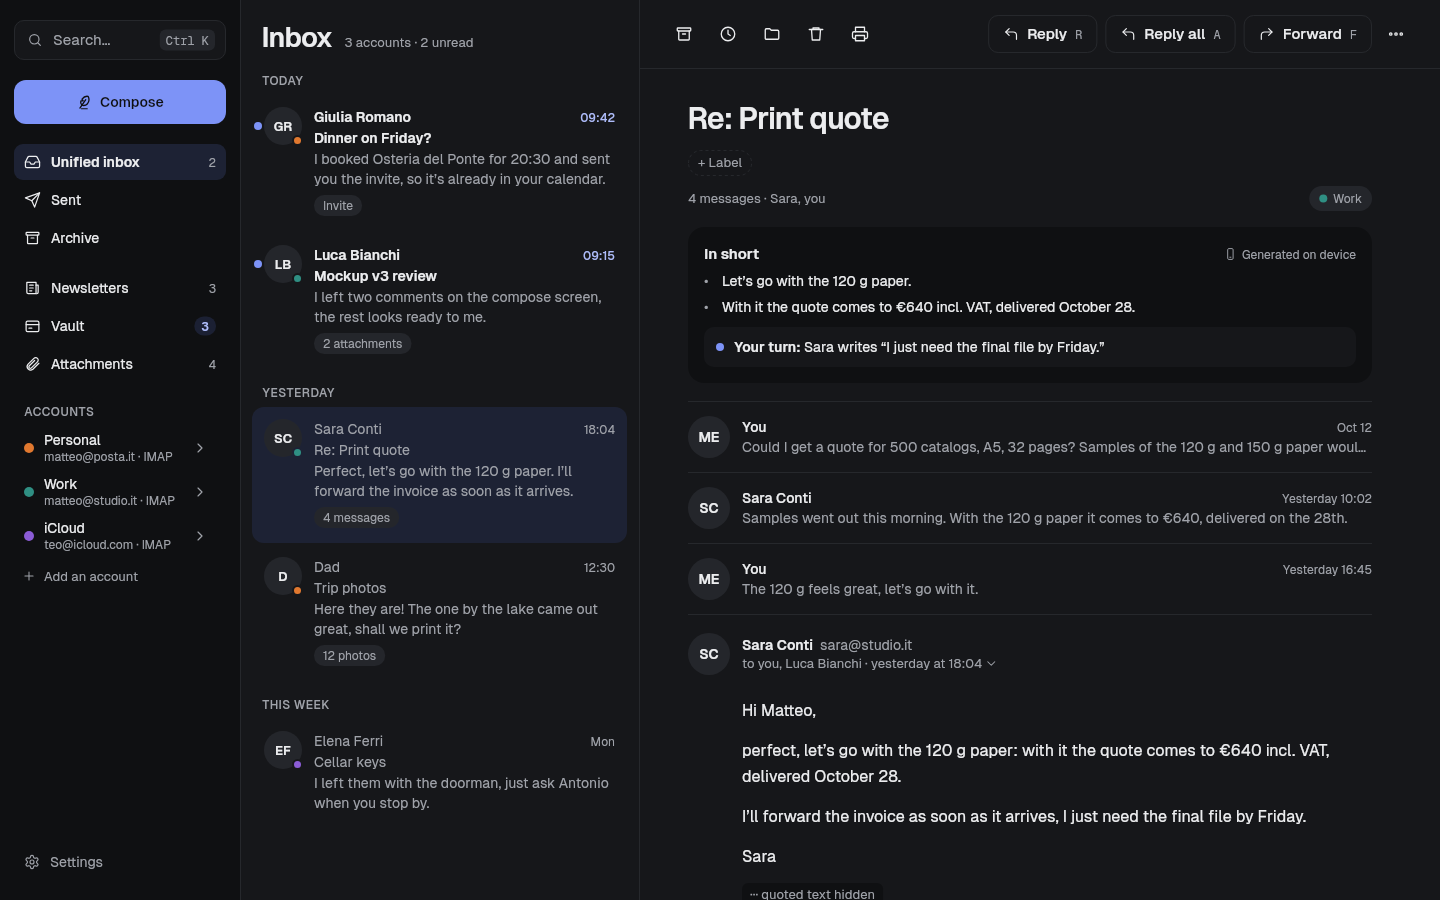 Search...
Ctrl K
Compose
Unified inbox 2
Sent
Archive
Newsletters 3
Vault 3
Attachments 4
ACCOUNTS
Personal
matteo@posta.it · IMAP
Work
matteo@studio.it · IMAP
iCloud
teo@icloud.com · IMAP
+ Add an account
Settings
Inbox 3 accounts · 2 unread
TODAY
GR
Giulia Romano 09:42
Dinner on Friday?
I booked Osteria del Ponte for 20:30 and sent
you the invite, so it’s already in your calendar.
Invite
LB
Luca Bianchi 09:15
Mockup v3 review
I left two comments on the compose screen,
the rest looks ready to me.
2 attachments
YESTERDAY
SC
Sara Conti 18:04
Re: Print quote
Perfect, let’s go with the 120 g paper. I’ll
forward the invoice as soon as it arrives.
4 messages
D
Dad 12:30
Trip photos
Here they are! The one by the lake came out
great, shall we print it?
12 photos
THIS WEEK
EF
Elena Ferri Mon
Cellar keys
I left them with the doorman, just ask Antonio
when you stop by.
Reply R
Reply all A
Forward F
Re: Print quote
+ Label
4 messages · Sara, you
Work
In short
Generated on device
• Let’s go with the 120 g paper.
• With it the quote comes to €640 incl. VAT, delivered October 28.
Your turn: Sara writes “I just need the final file by Friday.”
ME
You Oct 12
Could I get a quote for 500 catalogs, A5, 32 pages? Samples of the 120 g and 150 g paper woul...
SC
Sara Conti Yesterday 10:02
Samples went out this morning. With the 120 g paper it comes to €640, delivered on the 28th.
ME
You Yesterday 16:45
The 120 g feels great, let’s go with it.
SC
Sara Conti sara@studio.it
to you, Luca Bianchi · yesterday at 18:04
Hi Matteo,
perfect, let’s go with the 120 g paper: with it the quote comes to €640 incl. VAT,
delivered October 28.
I’ll forward the invoice as soon as it arrives, I just need the final file by Friday.
Sara
··· quoted text hidden